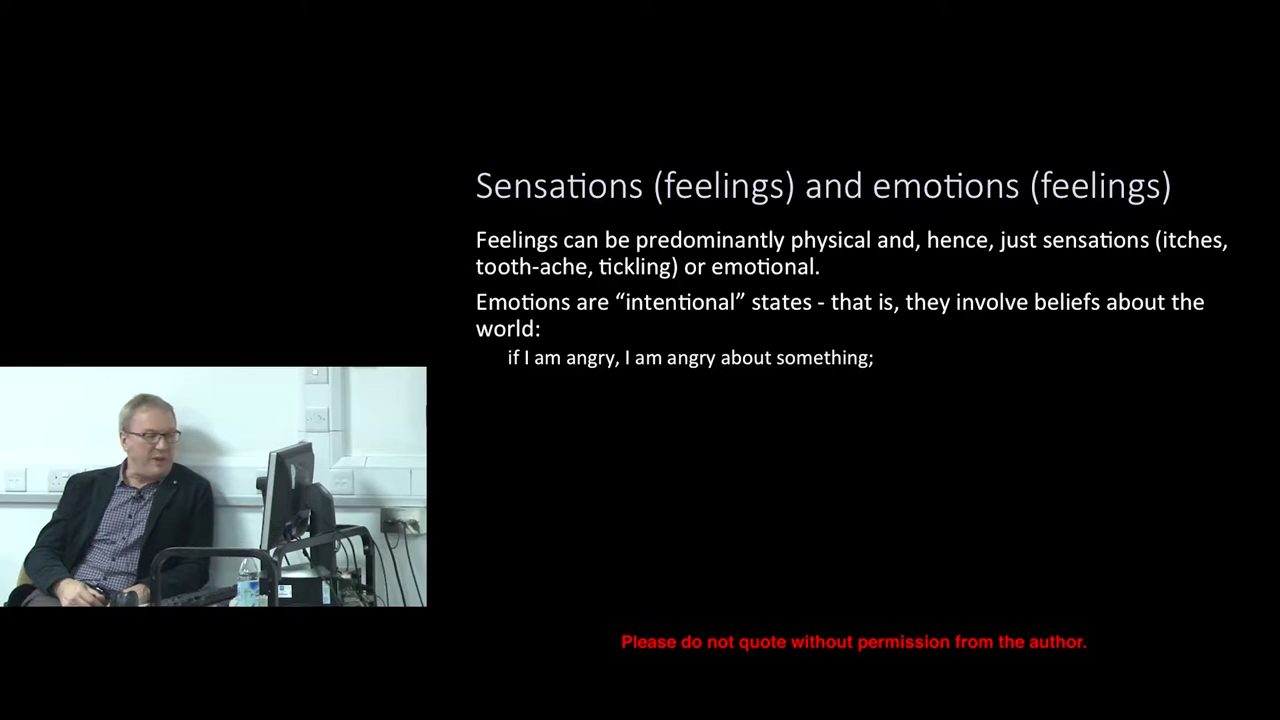 Sensations (feelings) and emotions (feelings)
Feelings can be predominantly physical and, hence, just sensations (itches,
tooth-ache, tickling) or emotional.
Emotions are “intentional” states - that is, they involve beliefs about the
world:
if I am angry, I am angry about something;
Please do not quote without permission from the author.